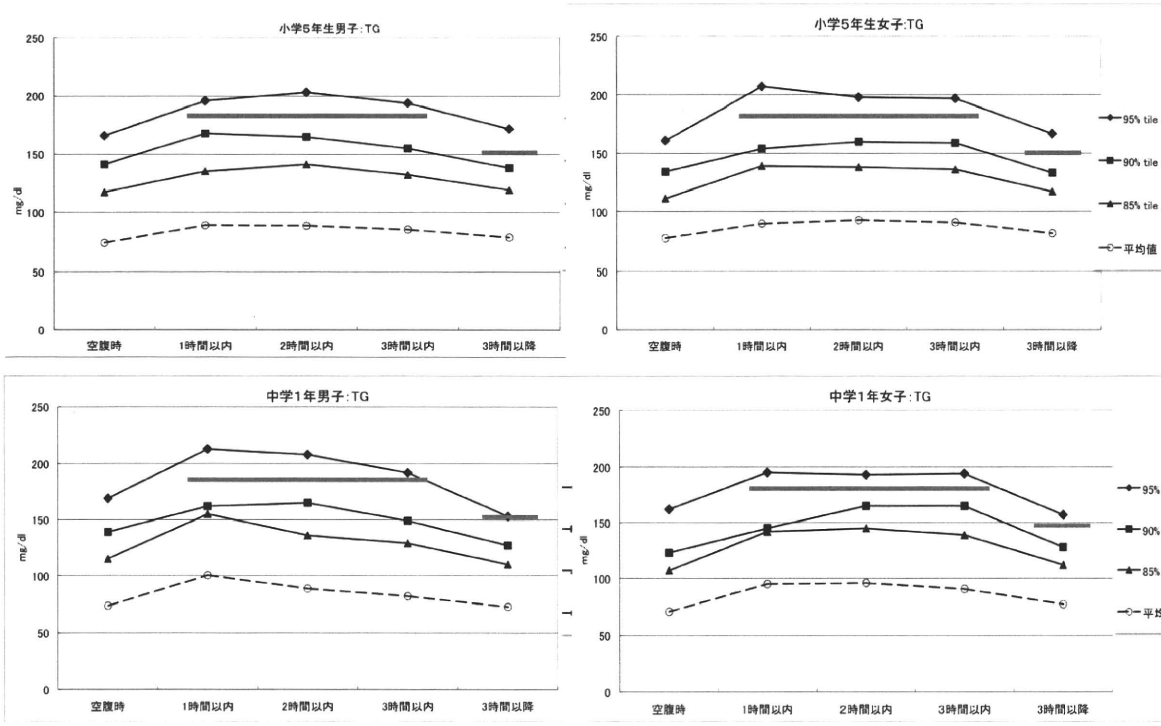 小学5年生男子:TG
250
200
150
100
50
0
mg/dl
空腹時 1時間以内 2時間以内 3時間以内 3時間以降
小学5年生女子:TG
250
200
150
100
50
0
mg/dl
空腹時 1時間以内 2時間以内 3時間以内 3時間以降
95% tile
90% tile
85% tile
平均値
中学1年男子:TG
250
200
150
100
50
0
mg/dl
空腹時 1時間以内 2時間以内 3時間以内 3時間以降
中学1年女子:TG
250
200
150
100
50
0
mg/dl
空腹時 1時間以内 2時間以内 3時間以内 3時間以降
95%
90%
85%
平均